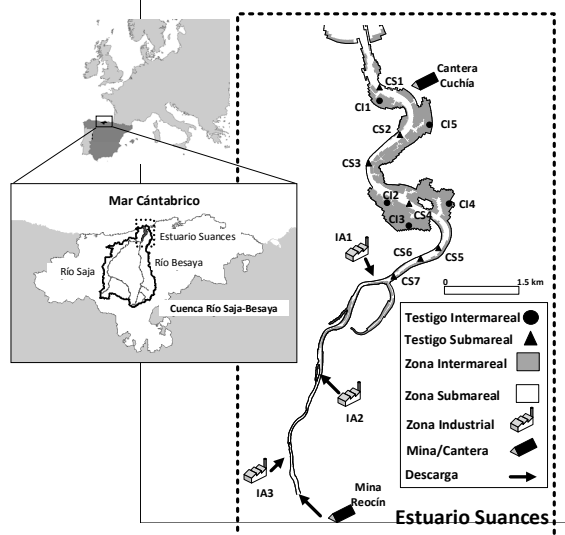 CS1
Cantera
Cuchía
CI1
CI5
CS2
CS3
CI2
CI4
CS4
CI3
IA1
CS6
CS5
CS7
0
1.5 km
Mar Cántabrico
Estuario Suances
Río Saja
Río Besaya
Cuenca Río Saja-Besaya
Testigo Intermareal
Testigo Submareal
Zona Intermareal
Zona Submareal
Zona Industrial
Mina/Cantera
Descarga
IA2
IA3
Mina
Reocín
Estuario Suances